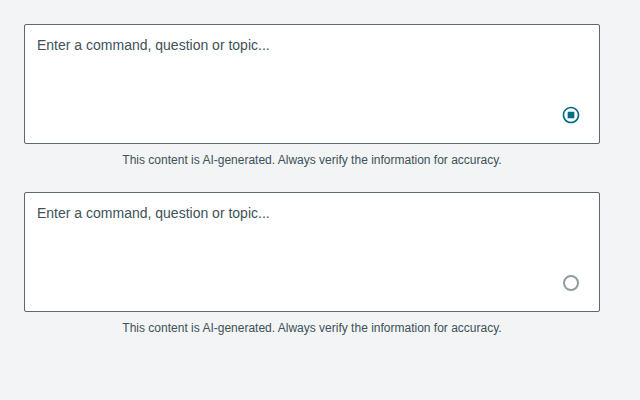 Enter a command, question or topic...
This content is AI-generated. Always verify the information for accuracy.
Enter a command, question or topic...
This content is AI-generated. Always verify the information for accuracy.